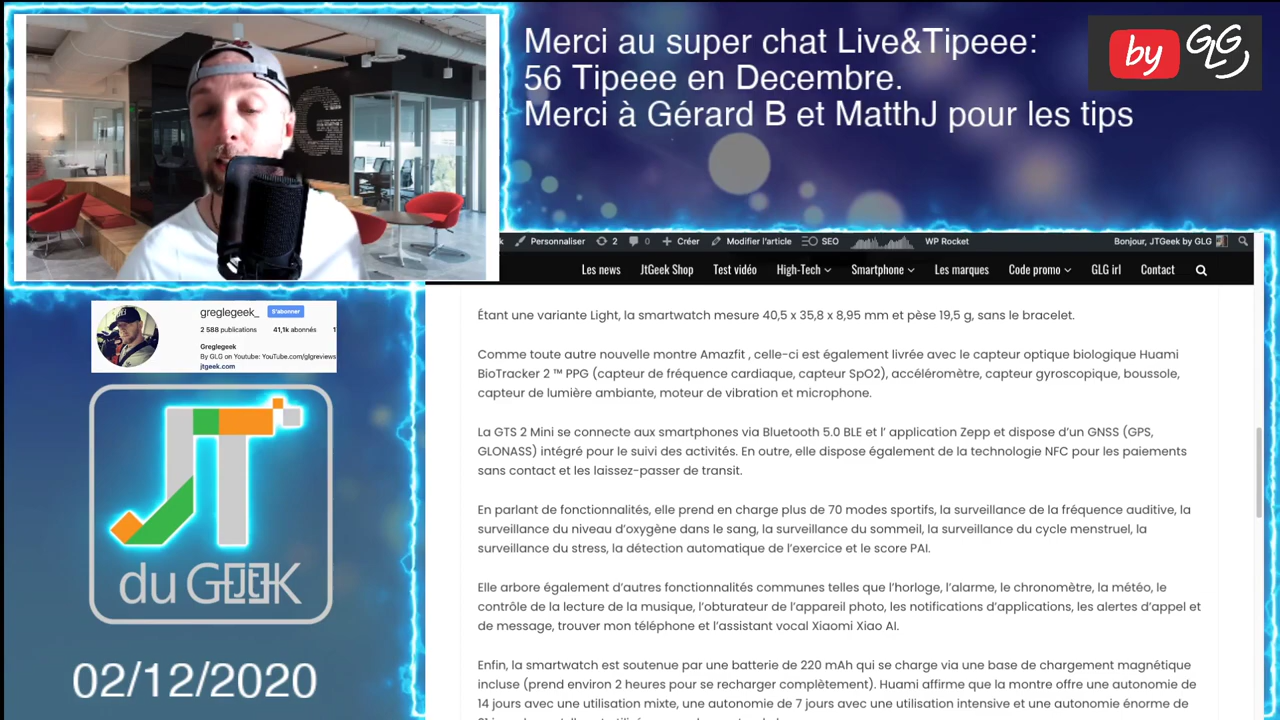 Merci au super chat Live&Tipeee:
56 Tipeee en Decembre.
Merci à Gérard B et MatthJ pour les tips
by GLG
Personnaliser 2 0 Créer Modifier l'article SEO WP Rocket Bonjour, JTGeek by GLG
Les news JtGeek Shop Test vidéo High-Tech Smartphone Les marques Code promo GLG irl Contact
greglegeek_ S'abonner
2 588 publications 41,1k abonnés 1
Greglegeek
By GLG on Youtube: YouTube.com/glgreviews
jtgeek.com
JT
du GEEK
02/12/2020
Étant une variante Light, la smartwatch mesure 40,5 x 35,8 x 8,95 mm et pèse 19,5 g, sans le bracelet.
Comme toute autre nouvelle montre Amazfit , celle-ci est également livrée avec le capteur optique biologique Huami
BioTracker 2 ™ PPG (capteur de fréquence cardiaque, capteur SpO2), accéléromètre, capteur gyroscopique, boussole,
capteur de lumière ambiante, moteur de vibration et microphone.
La GTS 2 Mini se connecte aux smartphones via Bluetooth 5.0 BLE et l' application Zepp et dispose d'un GNSS (GPS,
GLONASS) intégré pour le suivi des activités. En outre, elle dispose également de la technologie NFC pour les paiements
sans contact et les laissez-passer de transit.
En parlant de fonctionnalités, elle prend en charge plus de 70 modes sportifs, la surveillance de la fréquence auditive, la
surveillance du niveau d'oxygène dans le sang, la surveillance du sommeil, la surveillance du cycle menstruel, la
surveillance du stress, la détection automatique de l'exercice et le score PAI.
Elle arbore également d'autres fonctionnalités communes telles que l'horloge, l'alarme, le chronomètre, la météo, le
contrôle de la lecture de la musique, l'obturateur de l'appareil photo, les notifications d'applications, les alertes d'appel et
de message, trouver mon téléphone et l'assistant vocal Xiaomi Xiao AI.
Enfin, la smartwatch est soutenue par une batterie de 220 mAh qui se charge via une base de chargement magnétique
incluse (prend environ 2 heures pour se recharger complètement). Huami affirme que la montre offre une autonomie de
14 jours avec une utilisation mixte, une autonomie de 7 jours avec une utilisation intensive et une autonomie énorme de